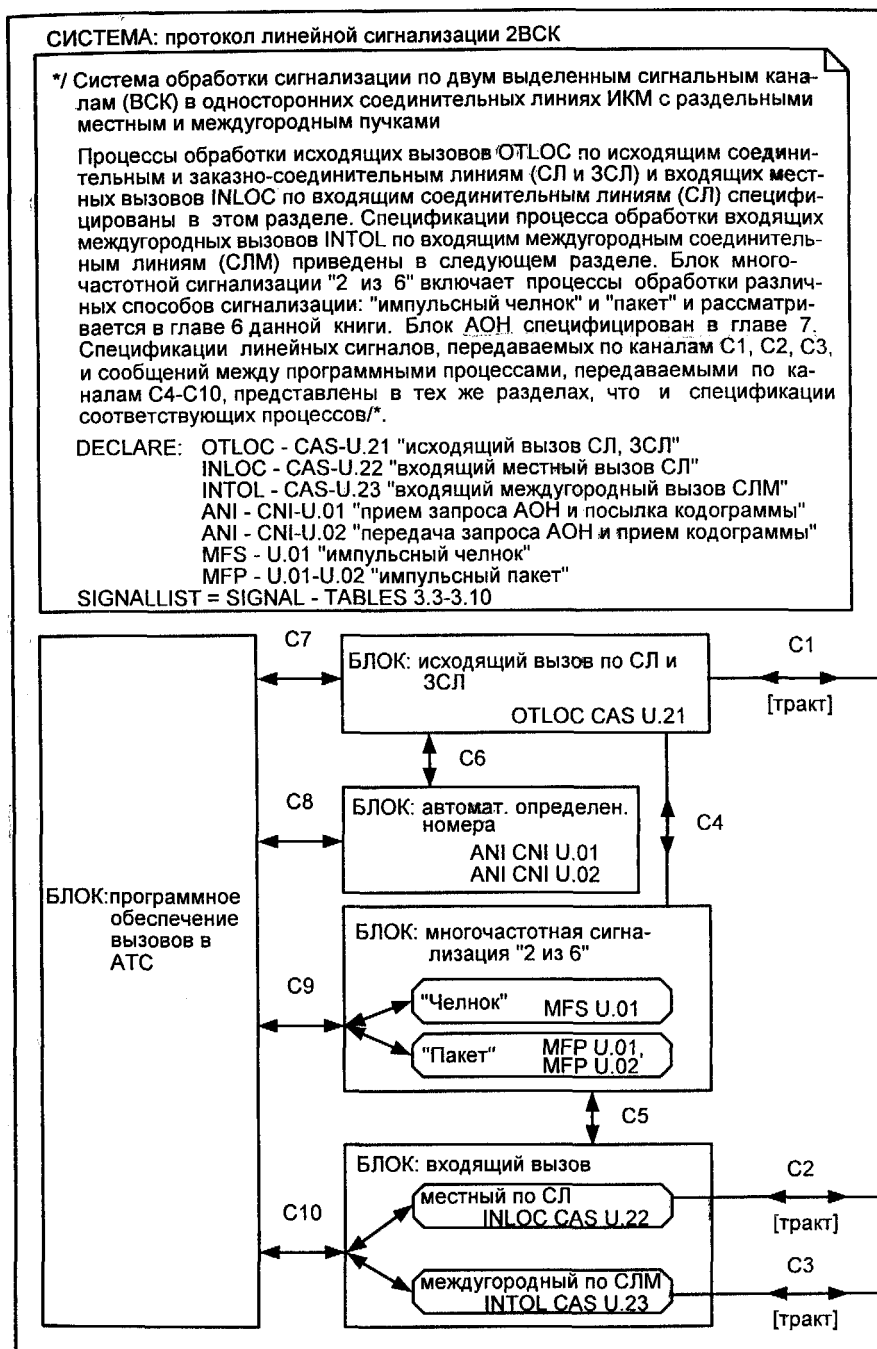 СИСТЕМА: протокол линейной сигнализации 2ВСК
*/ Система обработки сигнализации по двум выделенным сигнальным кана-
лам (ВСК) в односторонних соединительных линиях ИКМ с раздельными
местным и междугородным пучками
Процессы обработки исходящих вызовов OTLOC по исходящим соедини-
тельным и заказно-соединительным линиям (СЛ и ЗСЛ) и входящих мест-
ных вызовов INLOC по входящим соединительным линиям (СЛ) специфи-
цированы в этом разделе. Спецификации процесса обработки входящих
междугородных вызовов INTOL по входящим междугородным соединитель-
ным линиям (СЛМ) приведены в следующем разделе. Блок много-
частотной сигнализации "2 из 6" включает процессы обработки различ-
ных способов сигнализации: "импульсный челнок" и "пакет" и рассматри-
вается в главе 6 данной книги. Блок АОН специфицирован в главе 7.
Спецификации линейных сигналов, передаваемых по каналам С1, С2, С3,
и сообщений между программными процессами, передаваемыми по ка-
налам С4-С10, представлены в тех же разделах, что и спецификации
соответствующих процессов/*.
DECLARE: OTLOC - CAS-U.21 "исходящий вызов СЛ, ЗСЛ"
INLOC - CAS-U.22 "входящий местный вызов СЛ"
INTOL - CAS-U.23 "входящий междугородный вызов СЛМ"
ANI - CNI-U.01 "прием запроса АОН и посылка кодограммы"
ANI - CNI-U.02 "передача запроса АОН и прием кодограммы"
MFS - U.01 "импульсный челнок"
MFP - U.01-U.02 "импульсный пакет"
SIGNALLIST = SIGNAL - TABLES 3.3-3.10
С7
БЛОК: исходящий вызов по СЛ и
ЗСЛ
OTLOC CAS U.21
С1
[тракт]
С6
С8
БЛОК: автомат. определен.
номера
ANI CNI U.01
ANI CNI U.02
С4
БЛОК:программное
обеспечение
вызовов в
АТС
БЛОК: многочастотная сигна-
лизация "2 из 6"
С9
"Челнок" MFS U.01
"Пакет" MFP U.01,
MFP U.02
С5
БЛОК: входящий вызов
С10
местный по СЛ
INLOC CAS U.22
С2
[тракт]
междугородный по СЛМ
INTOL CAS U.23
С3
[тракт]